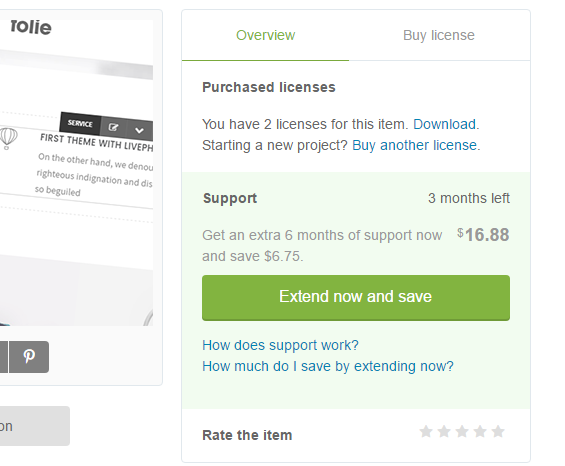 folie
SERVICE
FIRST THEME WITH LIVEPH
On the other hand, we denou
righteous indignation and dis
so beguiled
on
Overview
Buy license
Purchased licenses
You have 2 licenses for this item. Download.
Starting a new project? Buy another license.
Support
3 months left
Get an extra 6 months of support now
$16.88
and save $6.75.
Extend now and save
How does support work?
How much do I save by extending now?
Rate the item